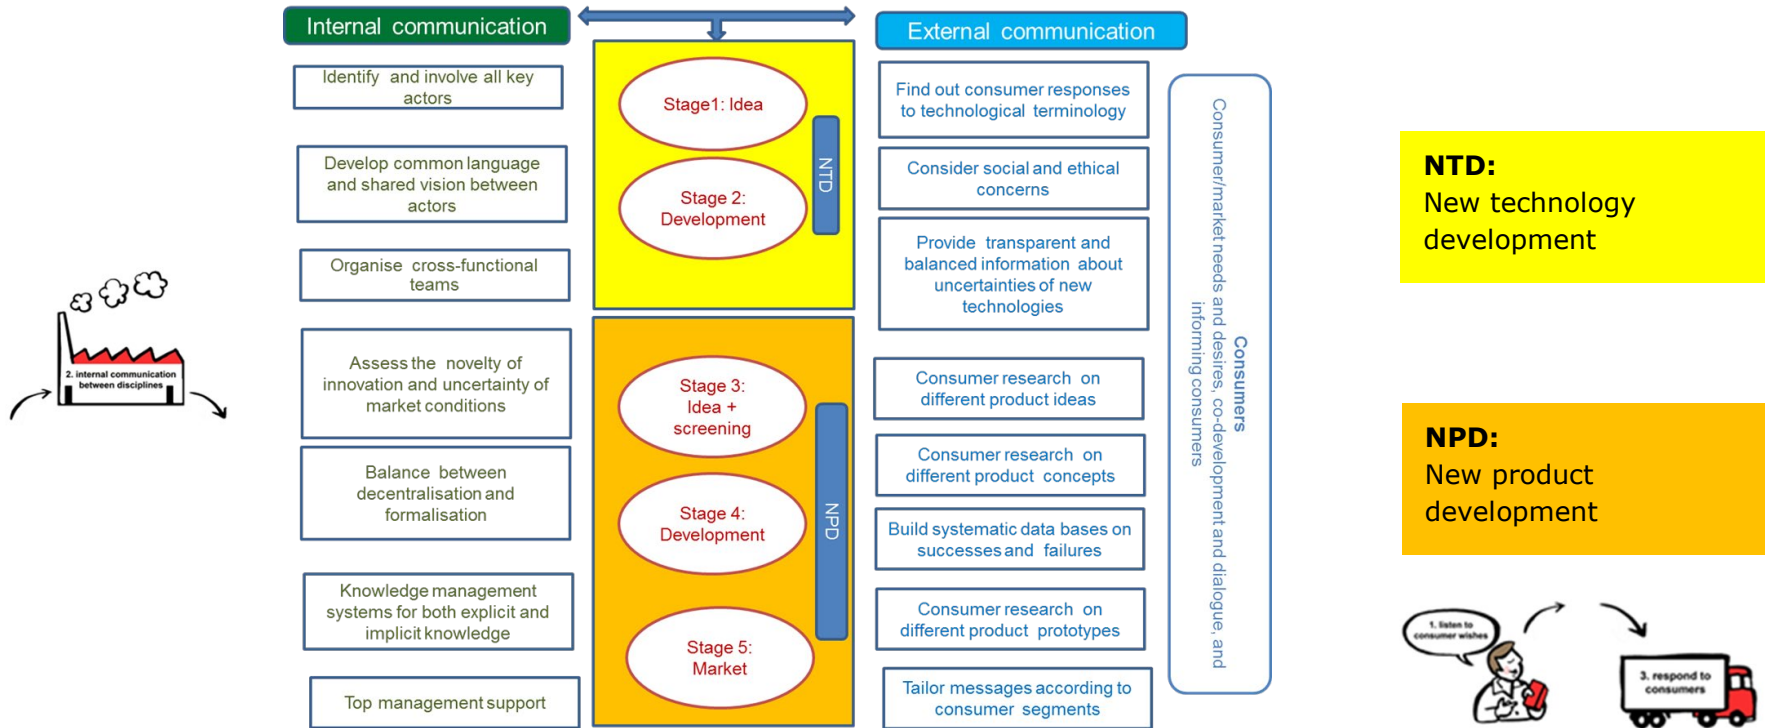 Internal communication
External communication
Identify and involve all key
actors
Develop common language
and shared vision between
actors
Organise cross-functional
teams
Assess the novelty of
innovation and uncertainty of
market conditions
Balance between
decentralisation and
formalisation
Knowledge management
systems for both explicit and
implicit knowledge
Top management support
Stage1: Idea
Stage 2:
Development
NTD
Stage 3:
Idea +
screening
Stage 4:
Development
Stage 5:
Market
NPD
Find out consumer responses
to technological terminology
Consider social and ethical
concerns
Provide transparent and
balanced information about
uncertainties of new
technologies
Consumer research on
different product ideas
Consumer research on
different product concepts
Build systematic data bases on
successes and failures
Consumer research on
different product prototypes
Tailor messages according to
consumer segments
Consumers
Consumer/market needs and desires, co-development and dialogue, and
informing consumers
NTD:
New technology
development
NPD:
New product
development
2. internal communication
between disciplines
1. listen to
consumer wishes
3. respond to
consumers